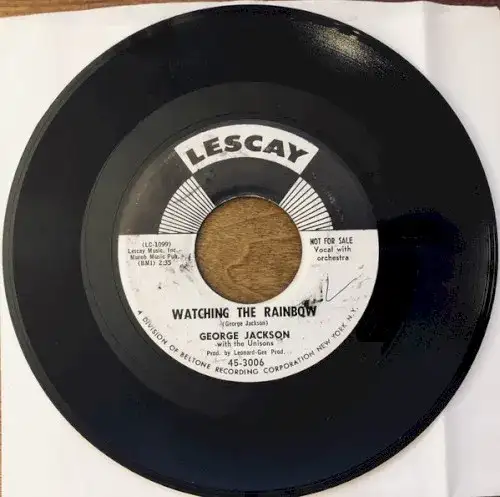 LESCAY
(LC-1099)
Lescay Music, Inc.
Marob Music Pub.
(BMI) 2:35
NOT FOR SALE
Vocal with
orchestra
WATCHING THE RAINBOW
(George Jackson)
GEORGE JACKSON
with the Unisons
Prod. by Leonard-Gee Prod.
45-3006
A DIVISION OF BELTONE RECORDING CORPORATION NEW YORK, N.Y.